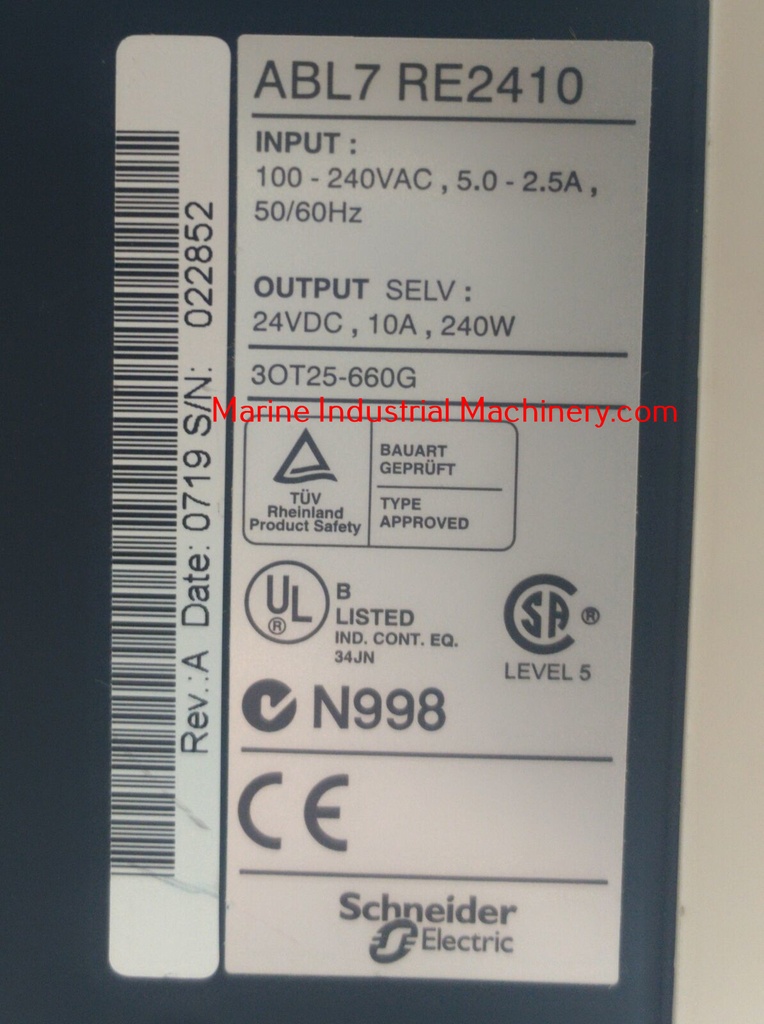 ABL7 RE2410
INPUT :
100 - 240VAC , 5.0 - 2.5A ,
50/60Hz
OUTPUT SELV :
24VDC , 10A , 240W
3OT25-660G
Marine Industrial Machinery.com
TÜV
Rheinland
Product Safety
BAUART
GEPRÜFT
TYPE
APPROVED
UL
®
B
LISTED
IND. CONT. EQ.
34JN
SA ®
LEVEL 5
N998
CE
Schneider
Electric
Rev.:A Date: 0719 S/N: 022852